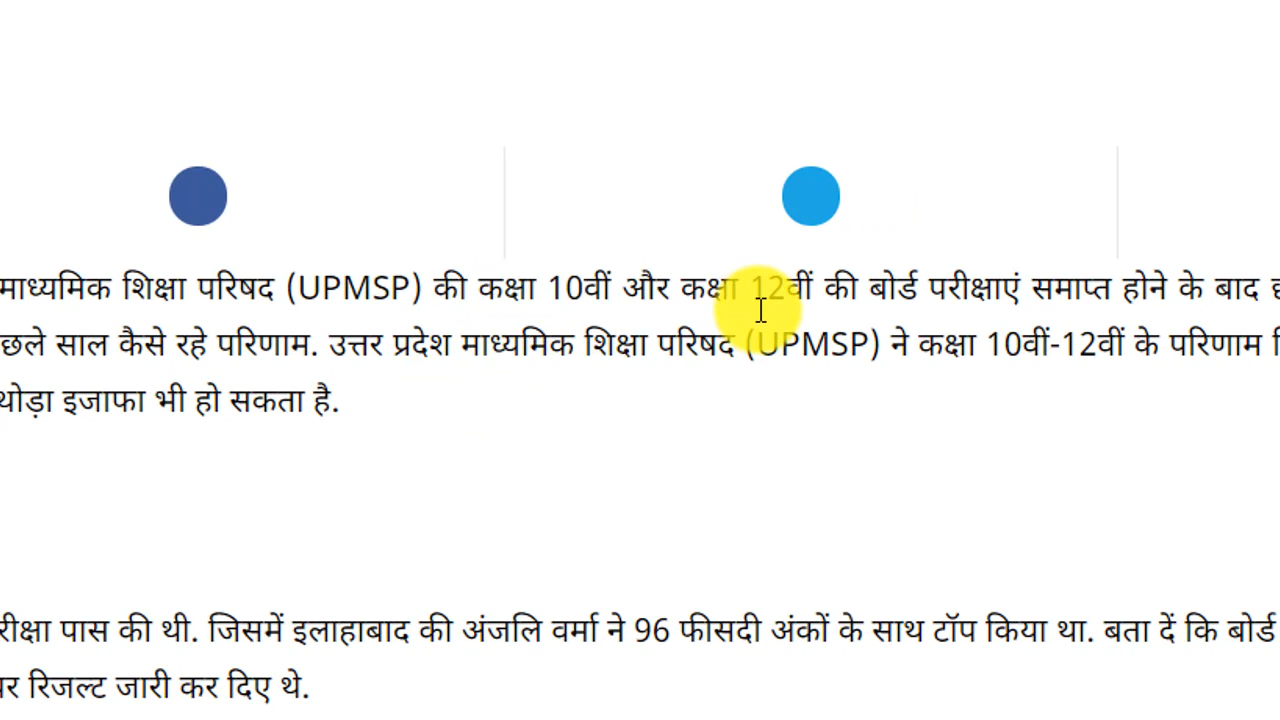 माध्यमिक शिक्षा परिषद (UPMSP) की कक्षा 10वीं और कक्षा 12वीं की बोर्ड परीक्षाएं समाप्त होने के बाद
छले साल कैसे रहे परिणाम. उत्तर प्रदेश माध्यमिक शिक्षा परिषद (UPMSP) ने कक्षा 10वीं-12वीं के परिणाम
थोड़ा इजाफा भी हो सकता है.
रीक्षा पास की थी. जिसमें इलाहाबाद की अंजलि वर्मा ने 96 फीसदी अंकों के साथ टॉप किया था. बता दें कि बोर्ड
पर रिजल्ट जारी कर दिए थे.